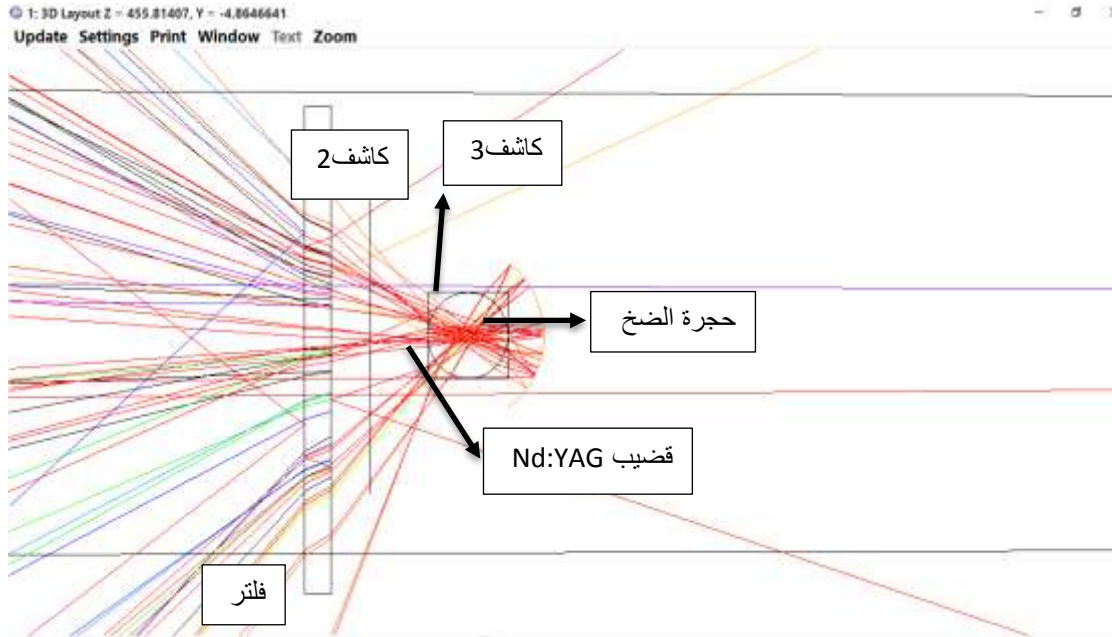 1: 3D Layout Z = 455.81407, Y = -4.8646641
Update Settings Print Window Text Zoom
كاشف2
كاشف3
حجرة الضخ
قضيب Nd:YAG
فلتر